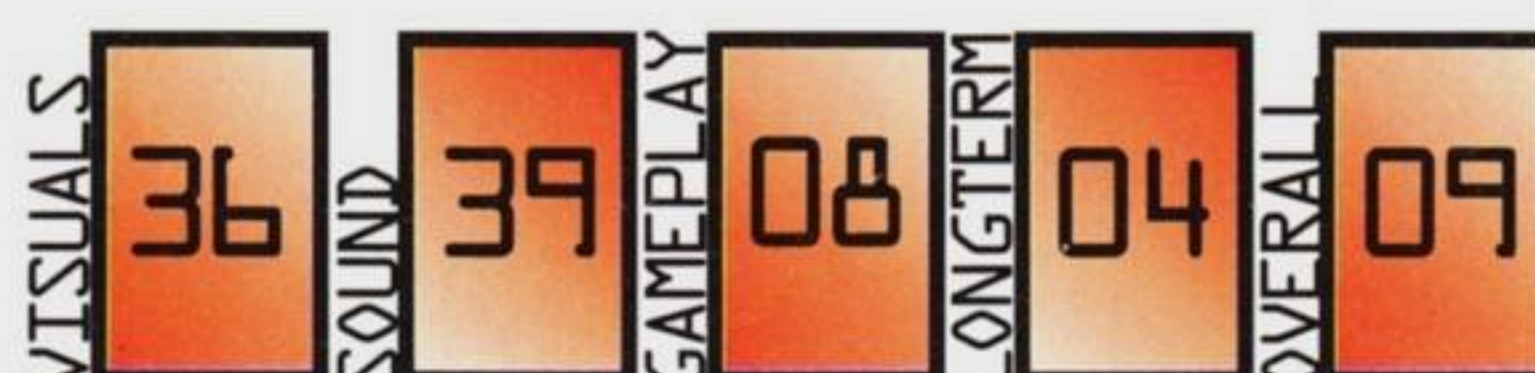 VISUALS
36
SOUND
39
GAMEPLAY
08
LONGTERM
04
OVERALL
09